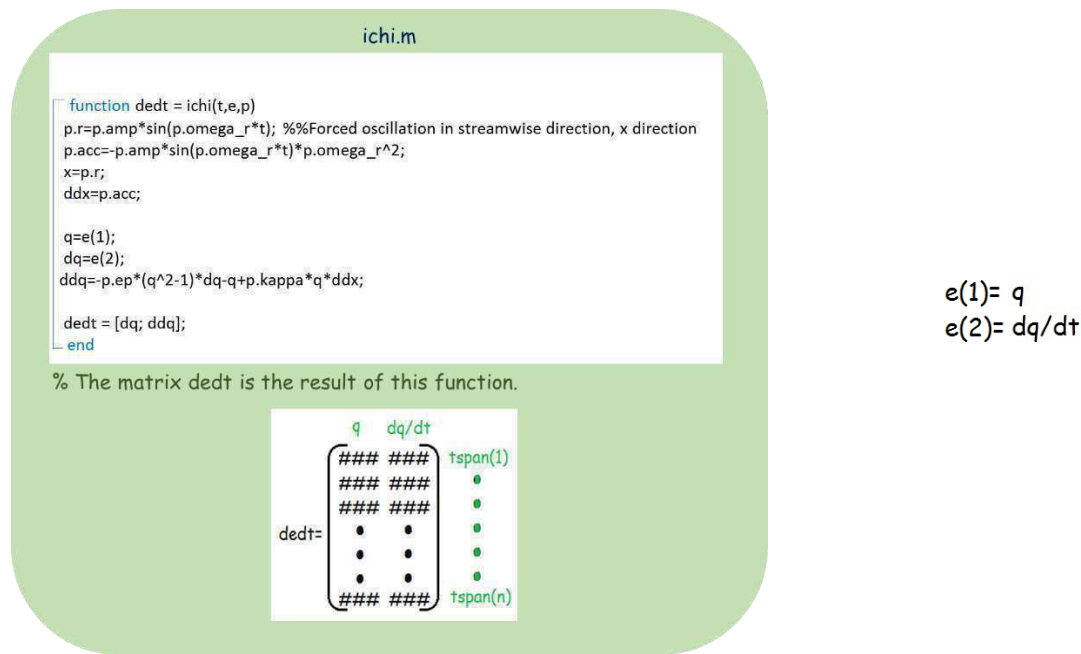 ichi.m
function dedt = ichi(t,e,p)
p.r=p.amp*sin(p.omega_r*t); %%Forced oscillation in streamwise direction, x direction
p.acc=-p.amp*sin(p.omega_r*t)*p.omega_r^2;
x=p.r;
ddx=p.acc;
q=e(1);
dq=e(2);
ddq=-p.ep*(q^2-1)*dq-q+p.kappa*q*ddx;
dedt = [dq; ddq];
end
e(1)= q
e(2)= dq/dt
% The matrix dedt is the result of this function.
q dq/dt
### ### tspan(1)
### ###
### ###
dedt=
### ### tspan(n)